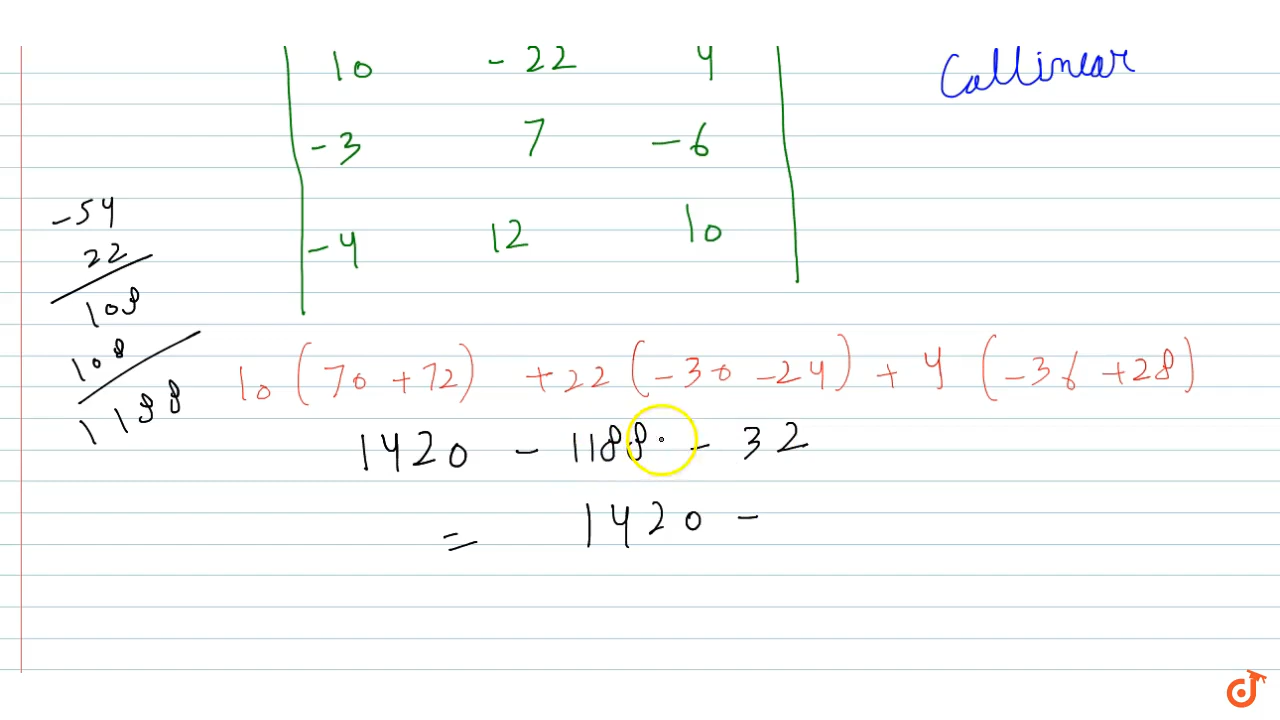 10 - 22 4
Collinear
- 3 7 - 6
- 4 12 10
- 54
22
108
108
1188
10 ( 70 + 72 ) + 22 ( - 30 - 24 ) + 4 ( - 36 + 28 )
1420 - 1188 - 32
= 1420 -